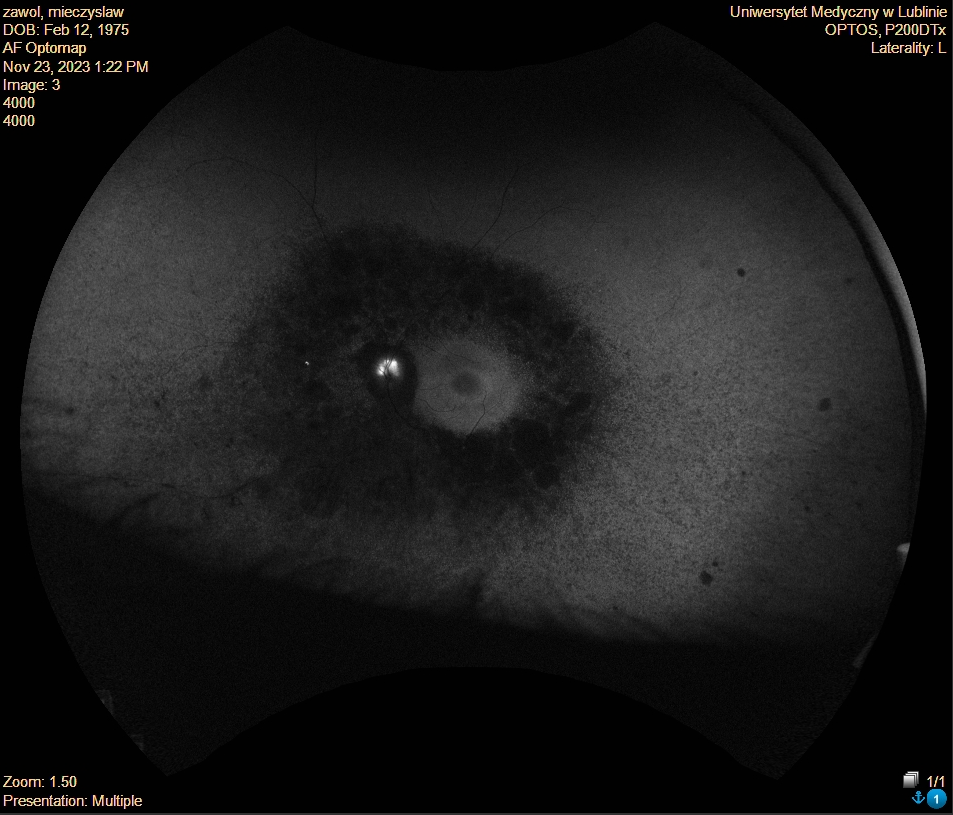 zawol, mieczyslaw
DOB: Feb 12, 1975
AF Optomap
Nov 23, 2023 1:22 PM
Image: 3
4000
4000
Uniwersytet Medyczny w Lublinie
OPTOS, P200DTx
Laterality: L
Zoom: 1.50
Presentation: Multiple
1/1
1